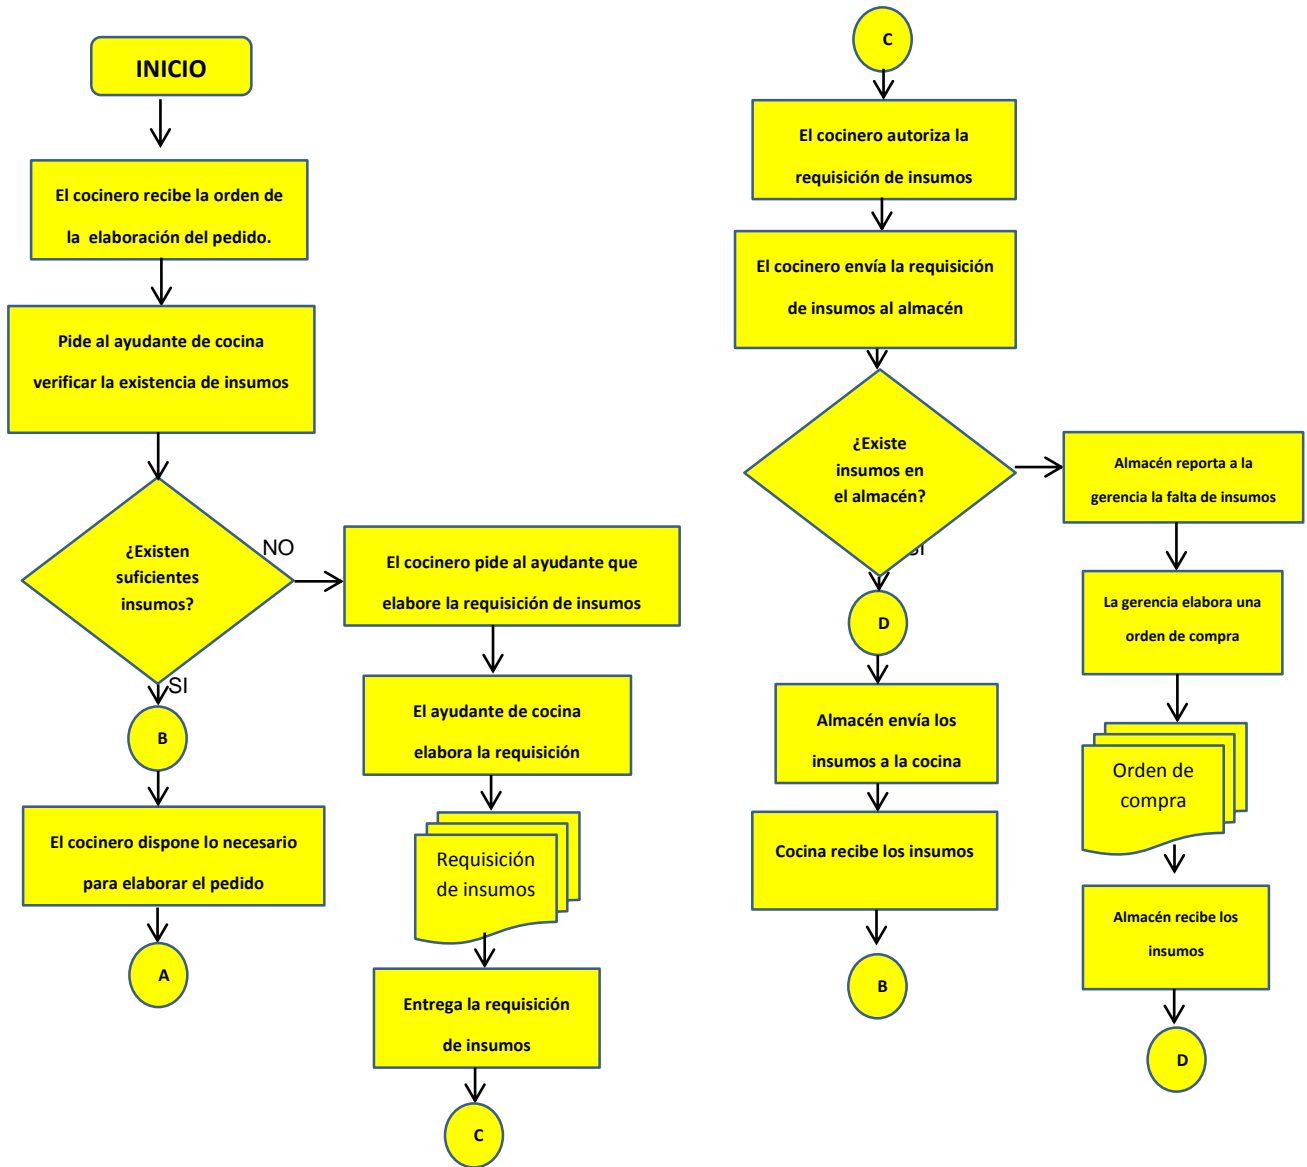 INICIO
El cocinero recibe la orden de
la elaboración del pedido.
Pide al ayudante de cocina
verificar la existencia de insumos
¿Existen
suficientes
insumos?
NO
SI
B
El cocinero dispone lo necesario
para elaborar el pedido
A
El cocinero pide al ayudante que
elabore la requisición de insumos
El ayudante de cocina
elabora la requisición
Requisición
de insumos
Entrega la requisición
de insumos
C
C
El cocinero autoriza la
requisición de insumos
El cocinero envía la requisición
de insumos al almacén
¿Existe
insumos en
el almacén?
SI
D
Almacén envía los
insumos a la cocina
Cocina recibe los insumos
B
Almacén reporta a la
gerencia la falta de insumos
La gerencia elabora una
orden de compra
Orden de
compra
Almacén recibe los
insumos
D